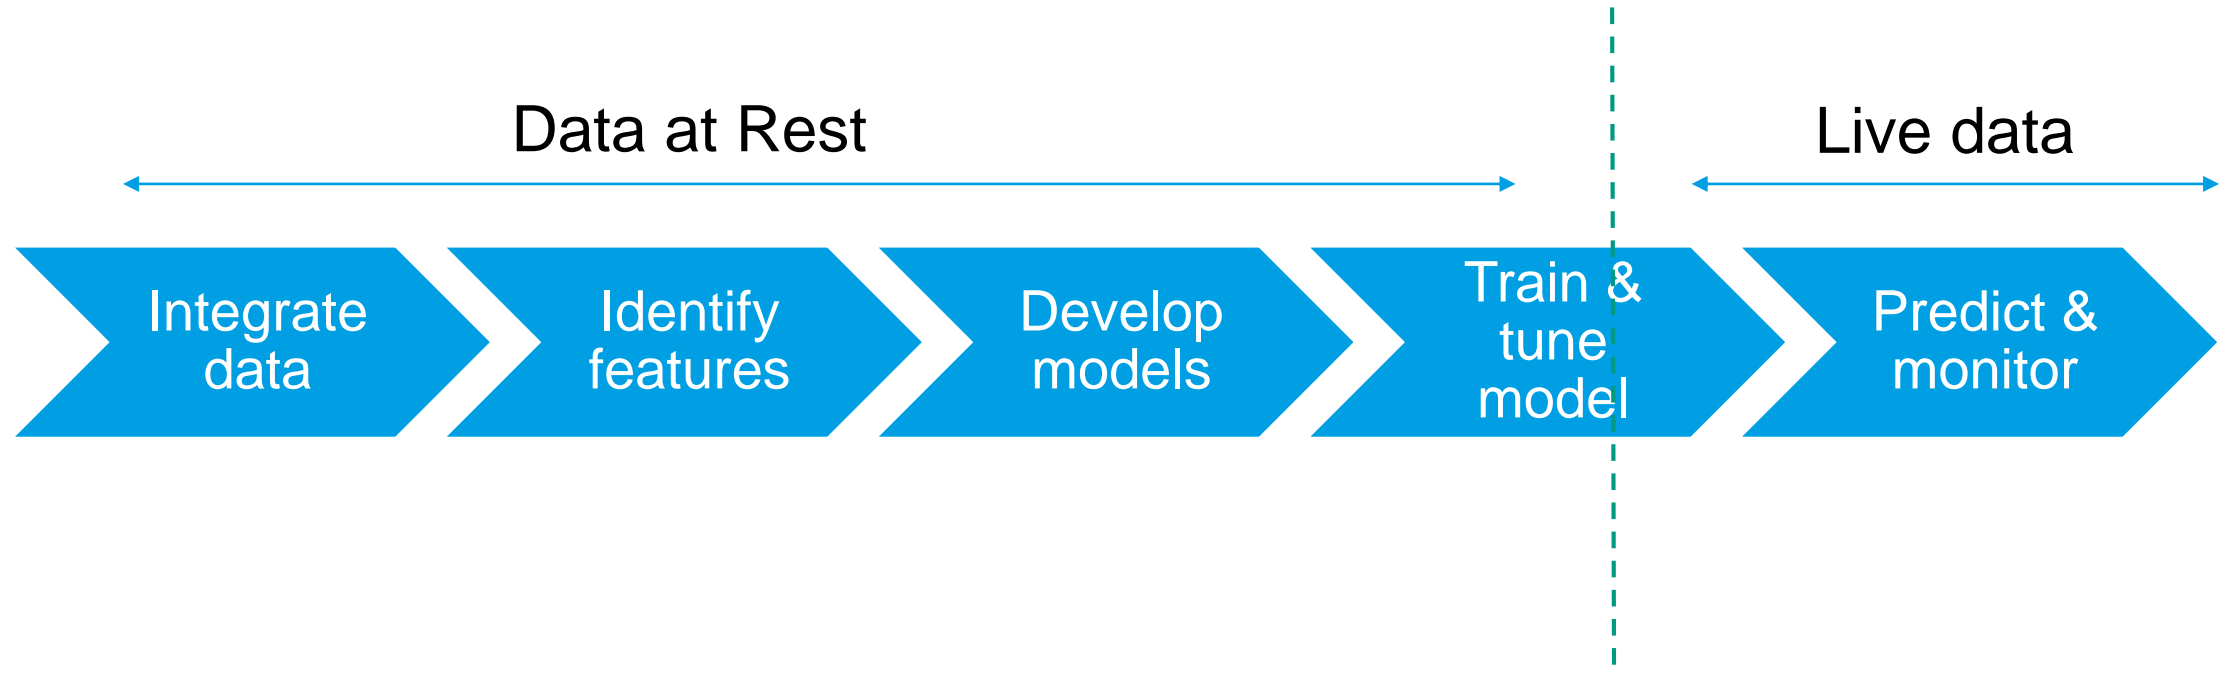 Data at Rest
Live data
Integrate
data
Identify
features
Develop
models
Train &
tune
model
Predict &
monitor